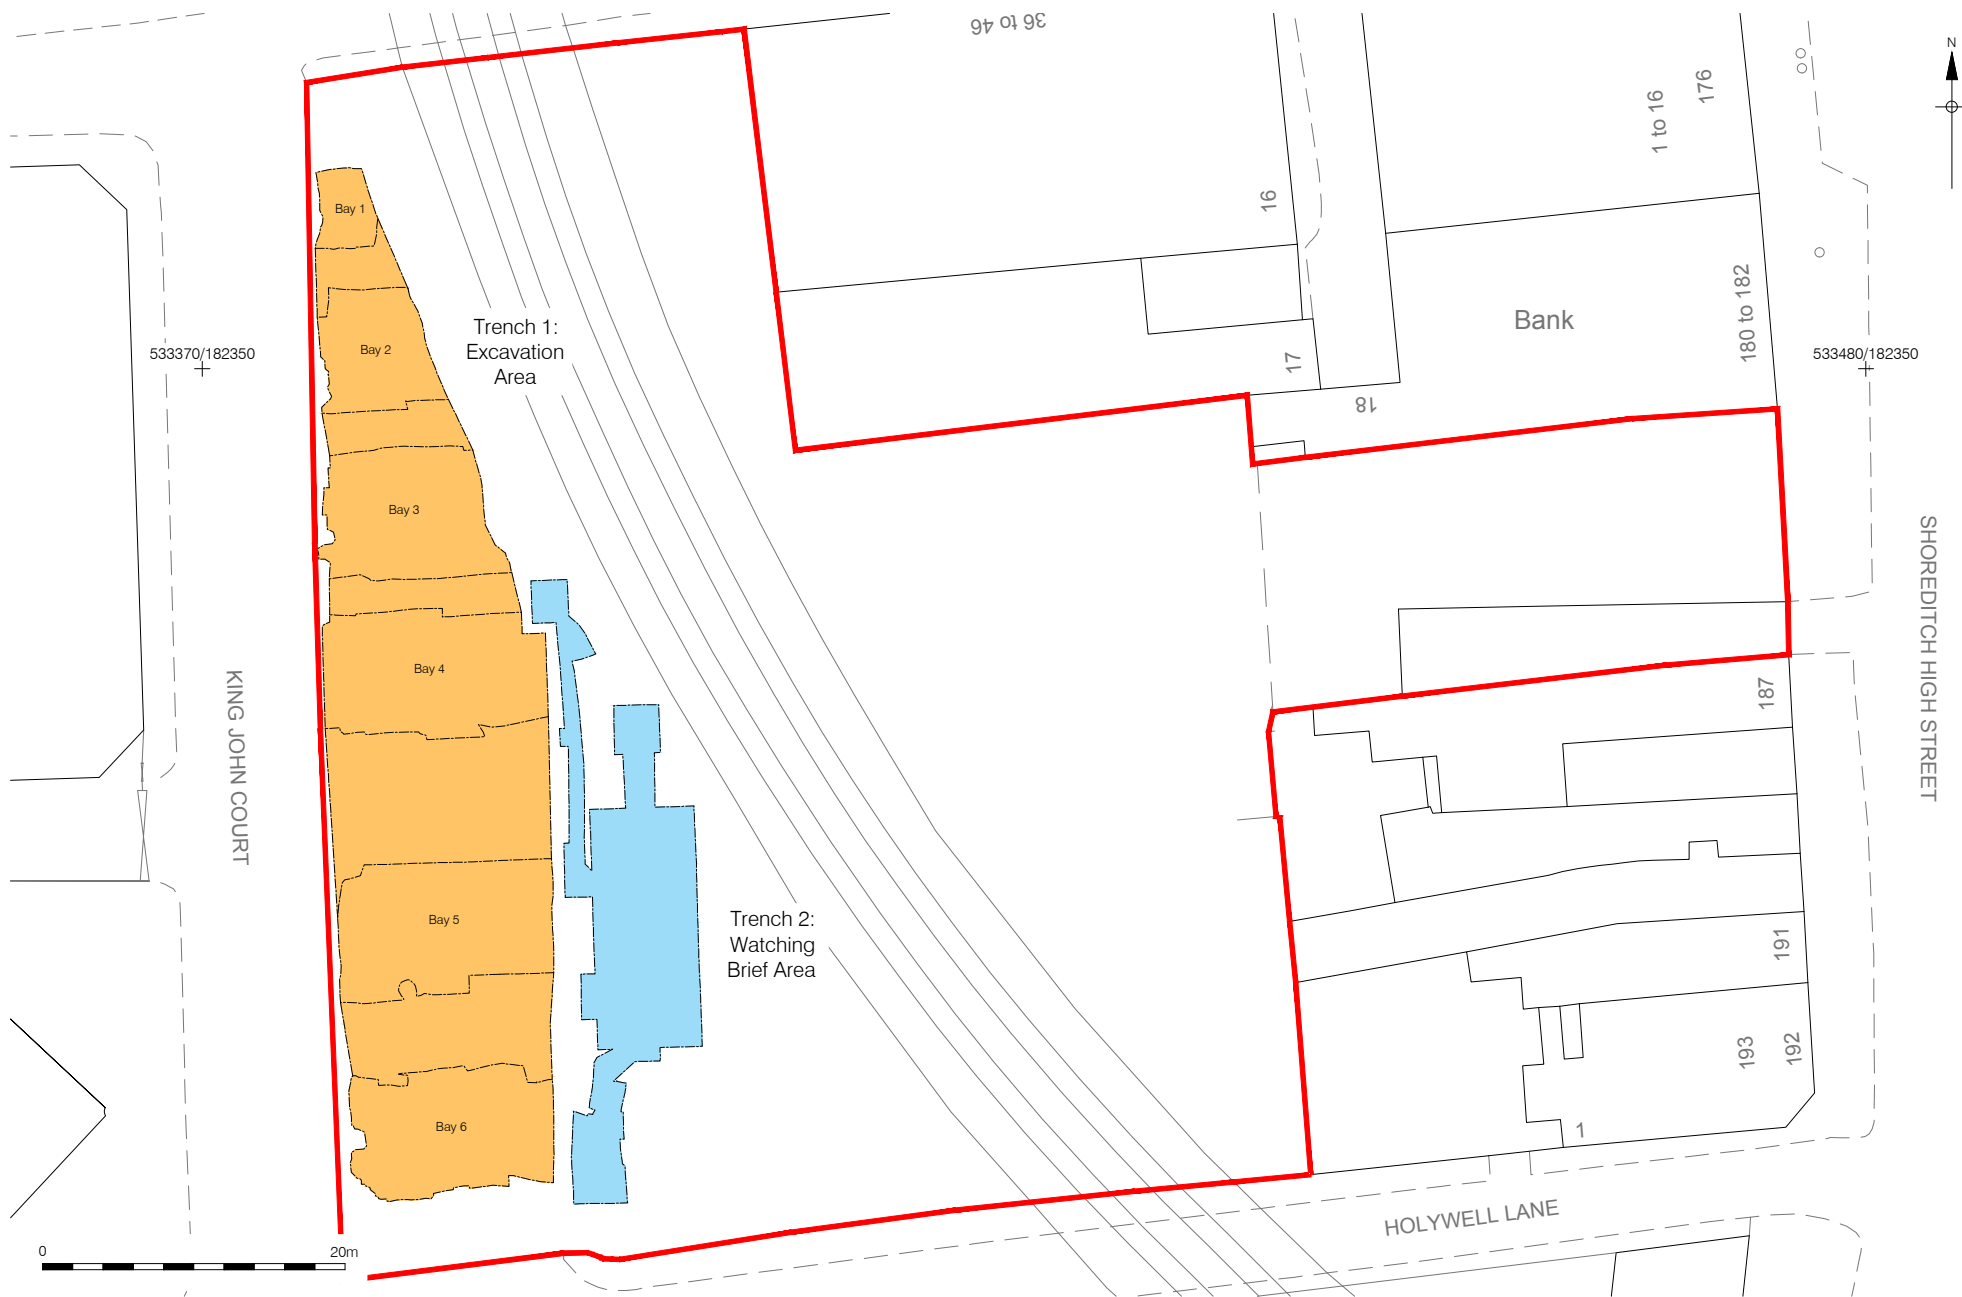 36 to 46
N
176
1 to 16
16
Bay 1
180 to 182
Bank
Trench 1:
Excavation
Area
Bay 2
533370/182350
533480/182350
17
18
Bay 3
SHOREDITCH HIGH STREET
Bay 4
KING JOHN COURT
187
Bay 5
Trench 2:
Watching
Brief Area
191
193
192
Bay 6
1
HOLYWELL LANE
0
20m